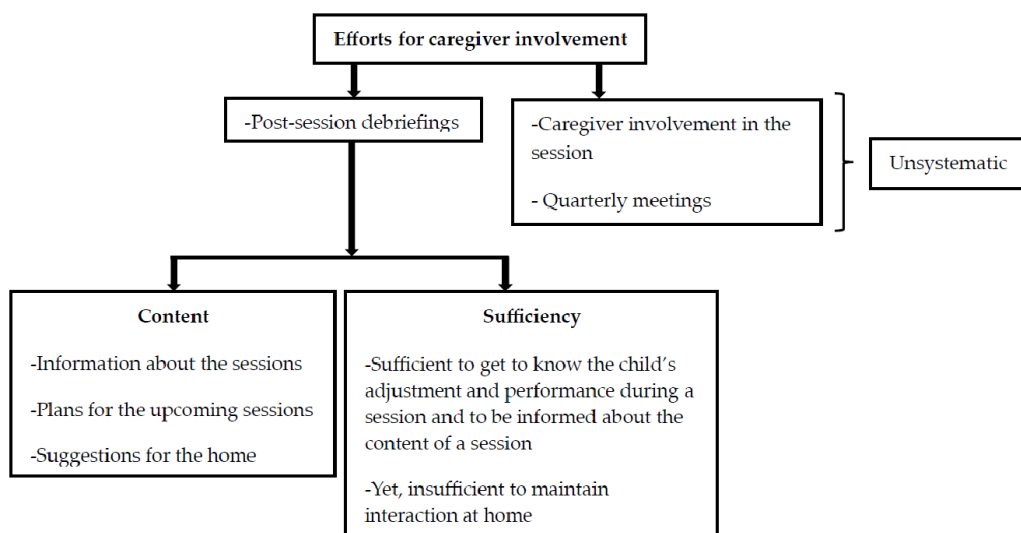 Efforts for caregiver involvement
-Post-session debriefings
-Caregiver involvement in the
session
- Quarterly meetings
Unsystematic
Content
-Information about the sessions
-Plans for the upcoming sessions
-Suggestions for the home
Sufficiency
-Sufficient to get to know the child's
adjustment and performance during a
session and to be informed about the
content of a session
-Yet, insufficient to maintain
interaction at home